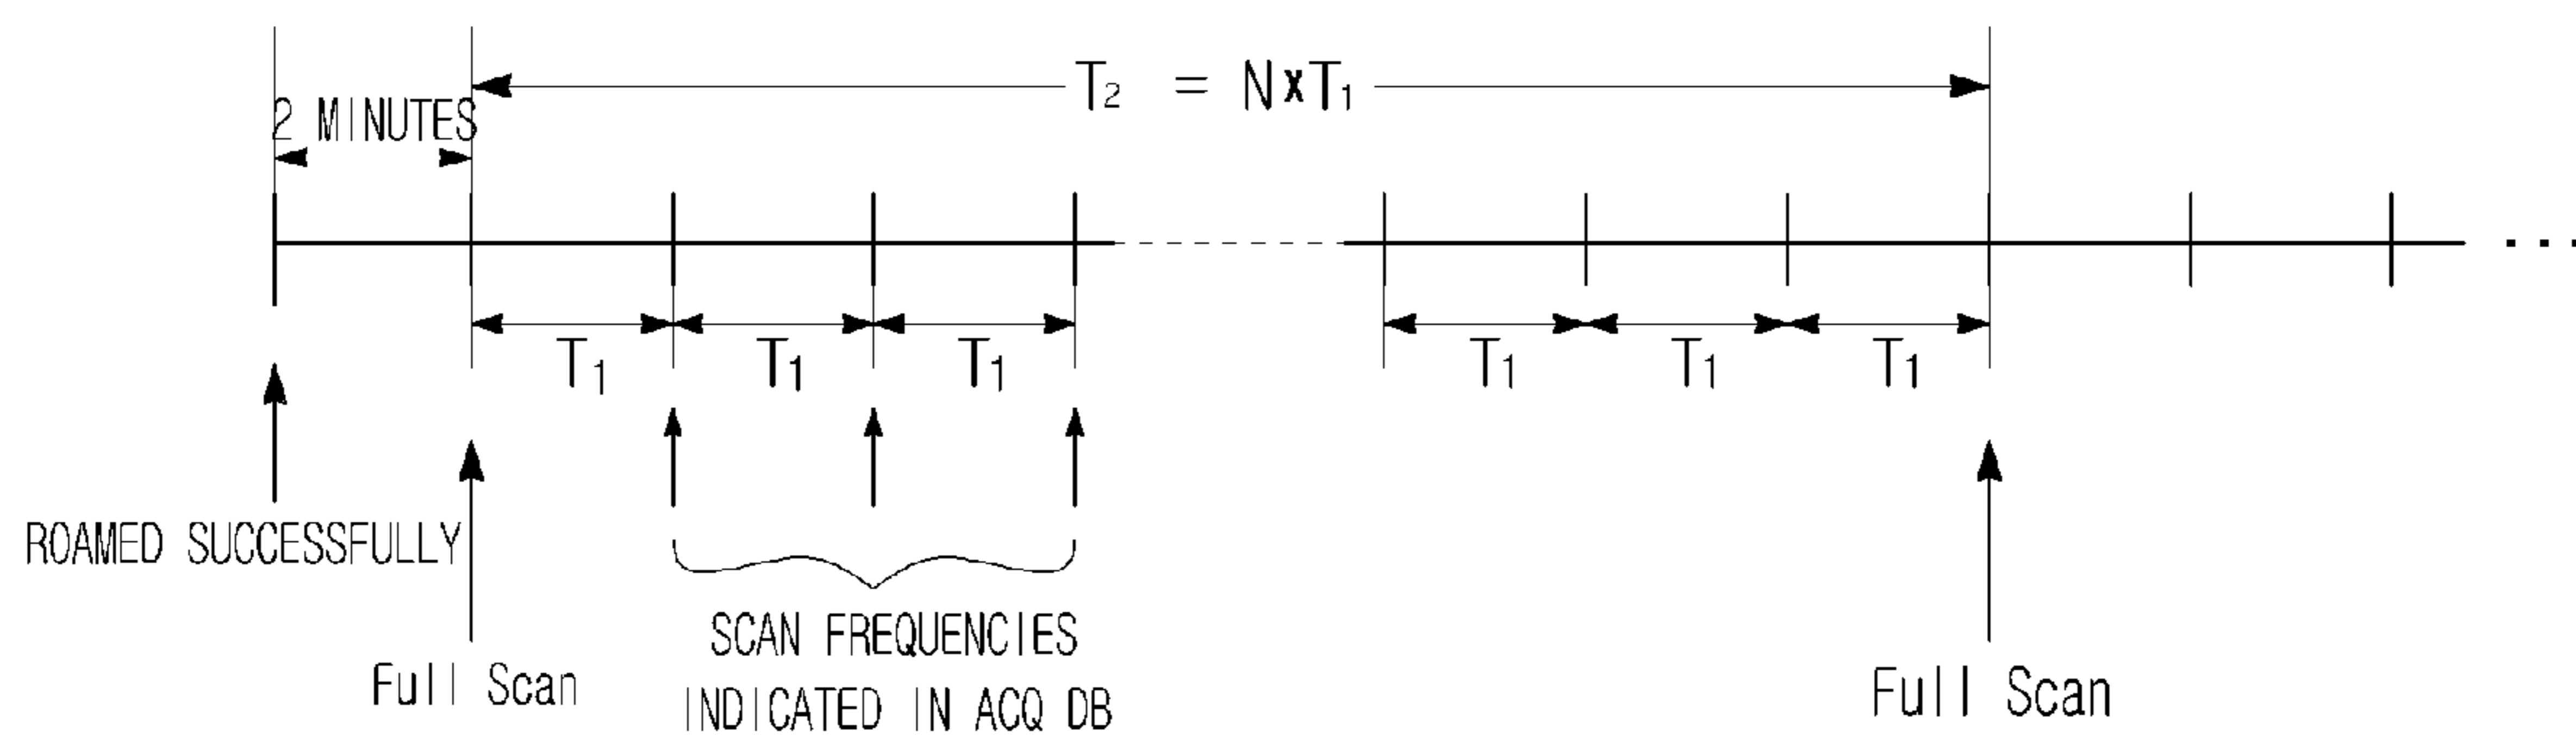 T2 = NxT1
2 MINUTES
T1 T1 T1 T1 T1 T1
ROAMED SUCCESSFULLY
Full Scan
SCAN FREQUENCIES
INDICATED IN ACQ DB
Full Scan
...